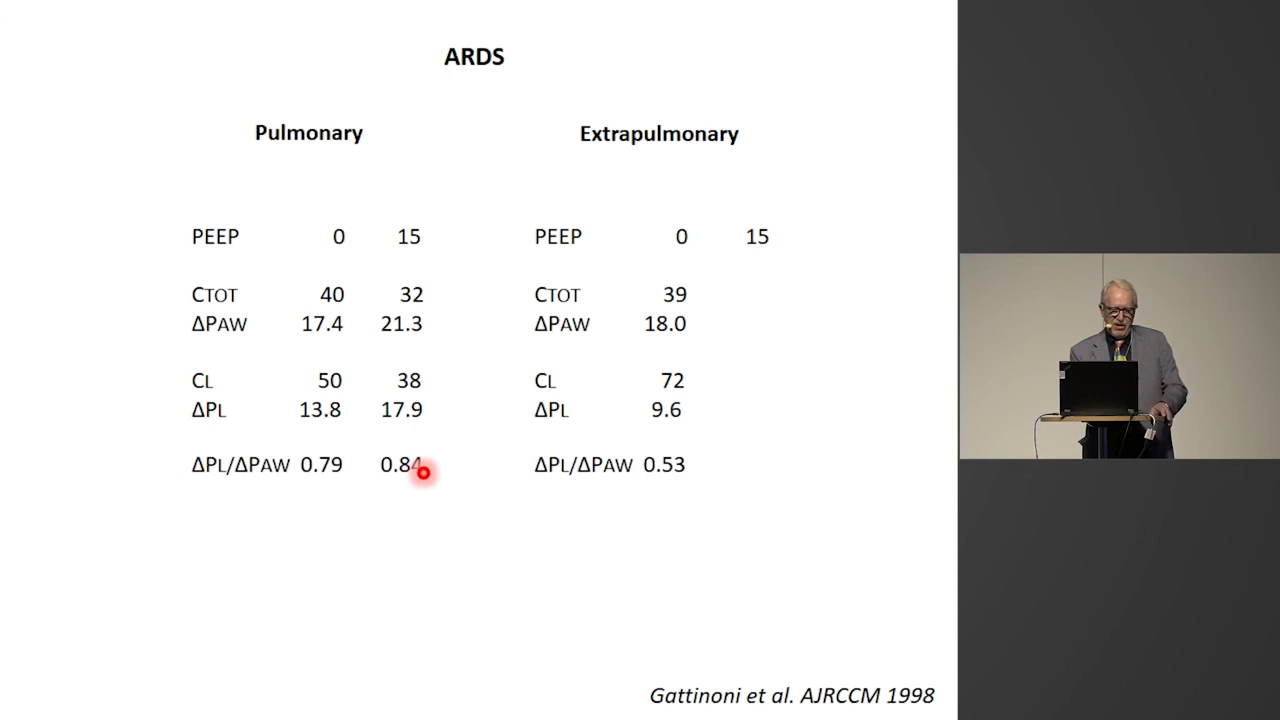 ARDS
Pulmonary
PEEP 0 15
CTOT 40 32
ΔPAW 17.4 21.3
CL 50 38
ΔPL 13.8 17.9
ΔPL/ΔPAW 0.79 0.84
Extrapulmonary
PEEP 0 15
CTOT 39
ΔPAW 18.0
CL 72
ΔPL 9.6
ΔPL/ΔPAW 0.53
Gattinoni et al. AJRCCM 1998